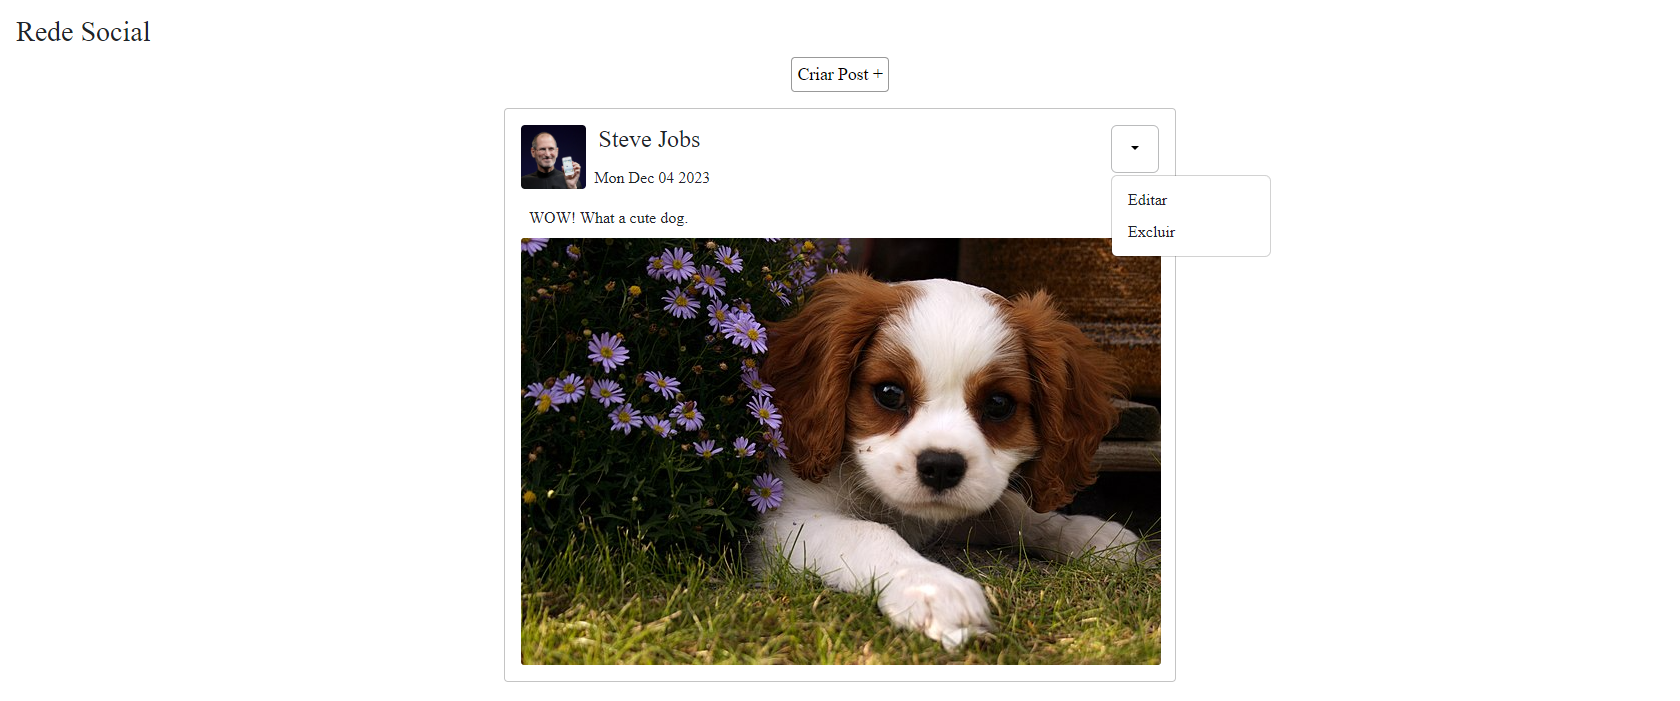 Rede Social
Criar Post +
Steve Jobs
Mon Dec 04 2023
Editar
Excluir
WOW! What a cute dog.